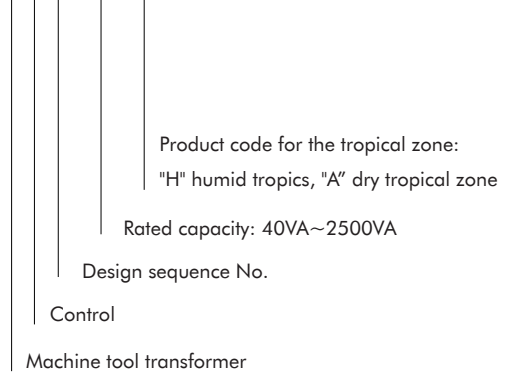 Product code for the tropical zone:
"H" humid tropics, "A” dry tropical zone
Rated capacity: 40VA~2500VA
Design sequence No.
Control
Machine tool transformer